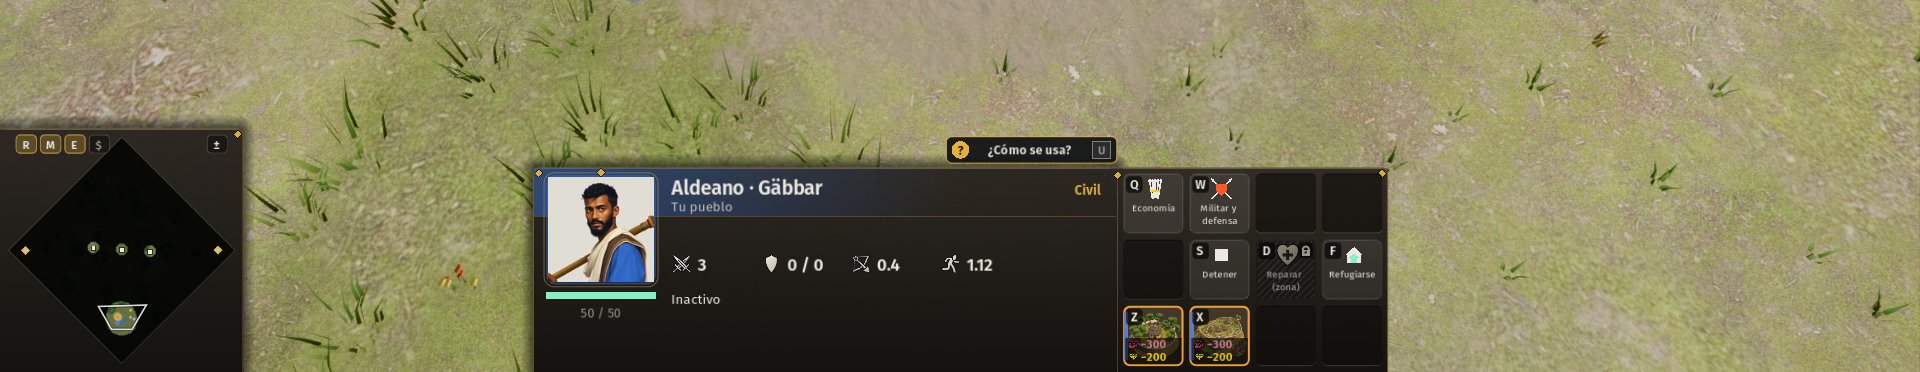 R M E $ ±
? ¿Cómo se usa? U
Aldeano · Gäbbar
Tu pueblo
Civil
3 0 / 0 0.4 1.12
Inactivo
50 / 50
Q
Economía
W
Militar y
defensa
S
Detener
D
Reparar
(zona)
F
Refugiarse
Z
-300
-200
X
-300
-200